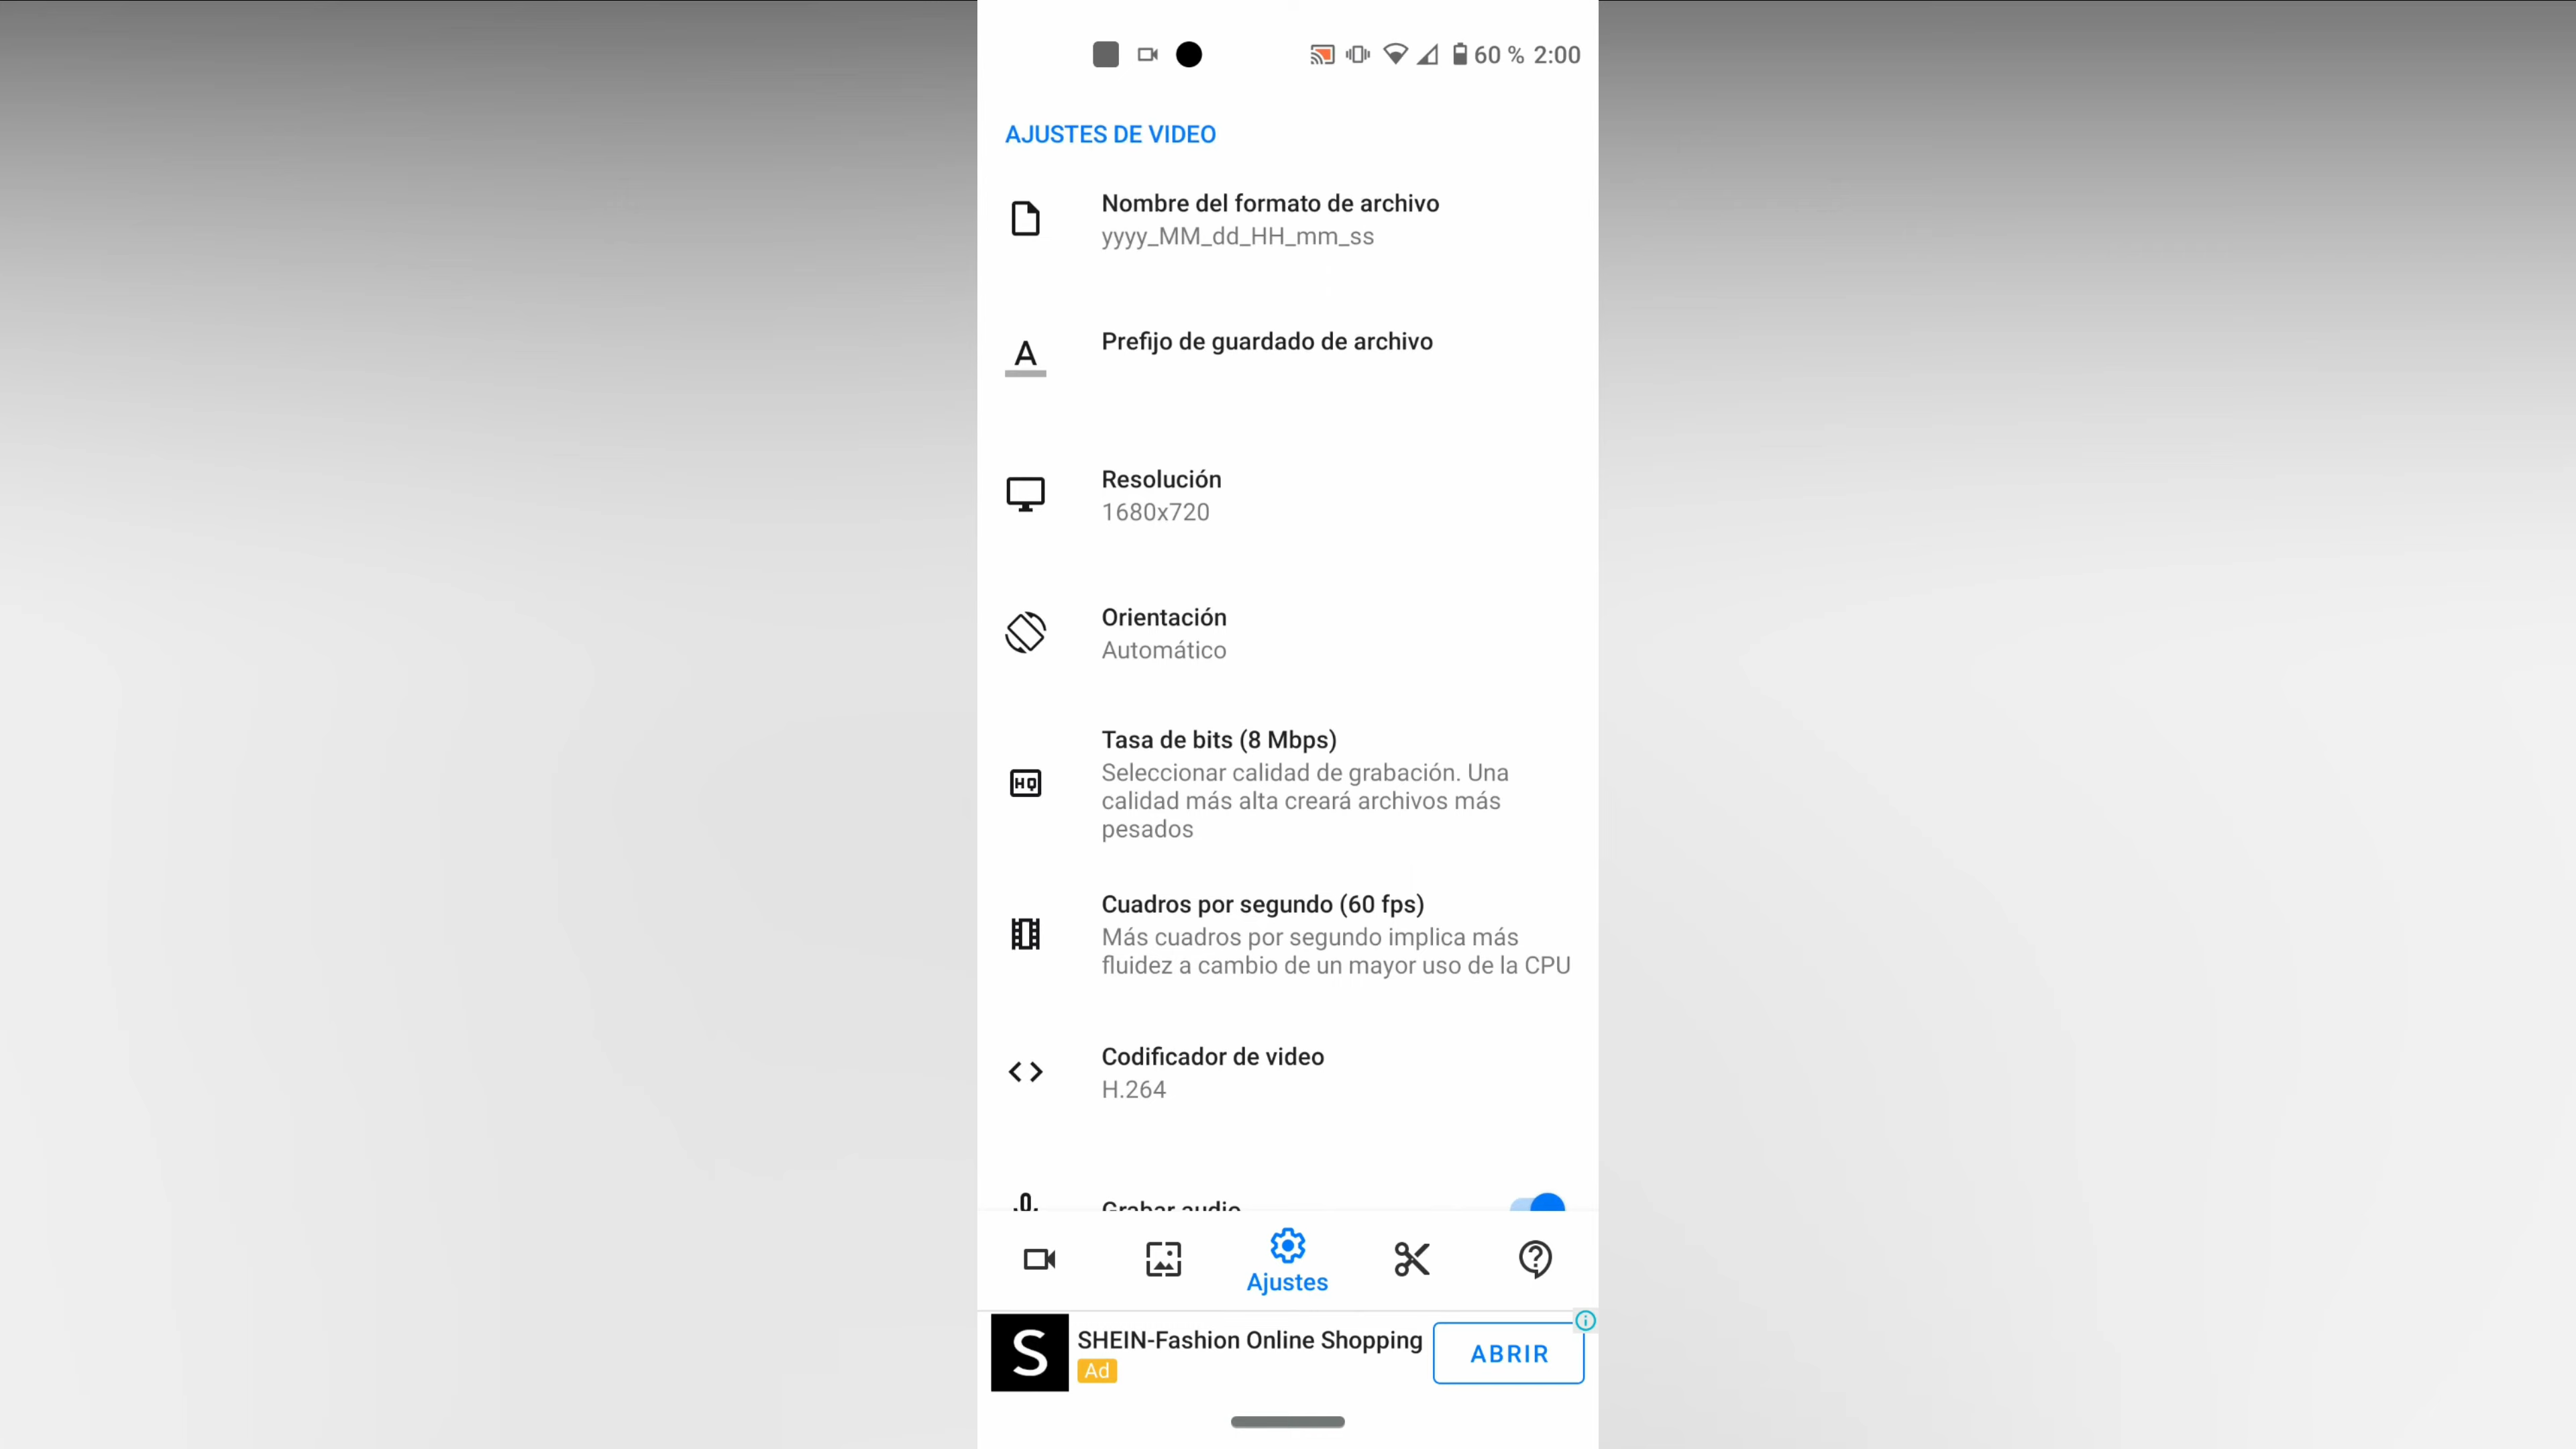 60 % 2:00
AJUSTES DE VIDEO
Nombre del formato de archivo
yyyy_MM_dd_HH_mm_ss
A
Prefijo de guardado de archivo
Resolución
1680x720
Orientación
Automático
HQ
Tasa de bits (8 Mbps)
Seleccionar calidad de grabación. Una
calidad más alta creará archivos más
pesados
Cuadros por segundo (60 fps)
Más cuadros por segundo implica más
fluidez a cambio de un mayor uso de la CPU
Codificador de video
H.264
Grabar audio
Ajustes
S
SHEIN-Fashion Online Shopping
Ad
ABRIR